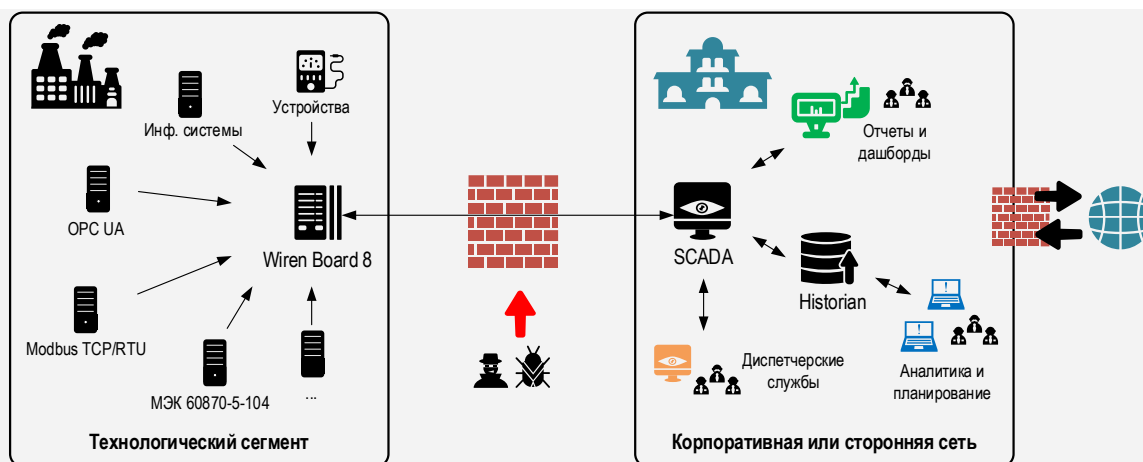 Устройства
Инф. системы
OPC UA
Wiren Board 8
Modbus TCP/RTU
МЭК 60870-5-104
...
Технологический сегмент
Отчеты и
дашборды
SCADA
Historian
Диспетчерские
службы
Аналитика и
планирование
Корпоративная или сторонняя сеть